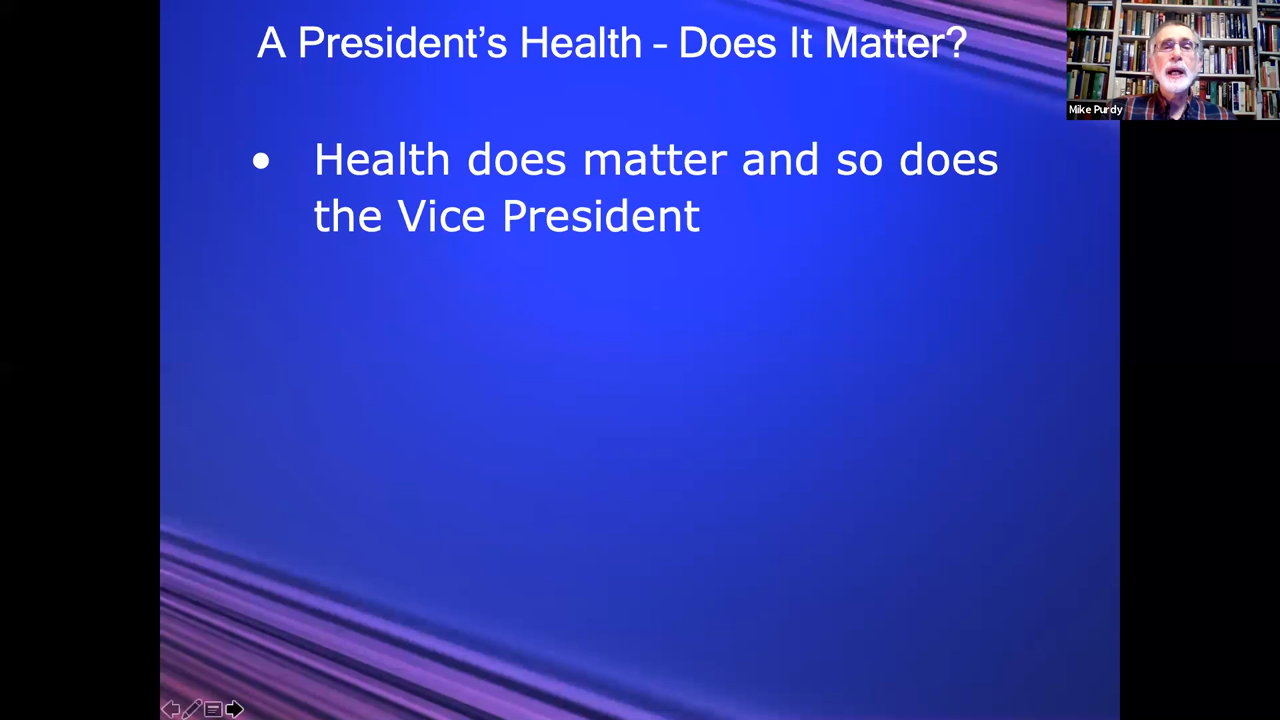 A President’s Health – Does It Matter?
Mike Purdy
● Health does matter and so does
the Vice President